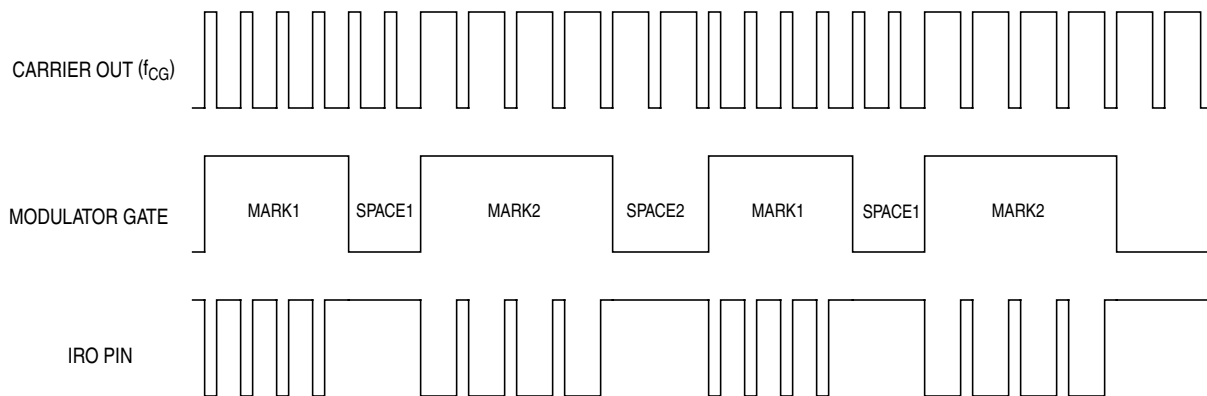 CARRIER OUT (fCG)
MODULATOR GATE MARK1 SPACE1 MARK2 SPACE2 MARK1 SPACE1 MARK2
IRO PIN